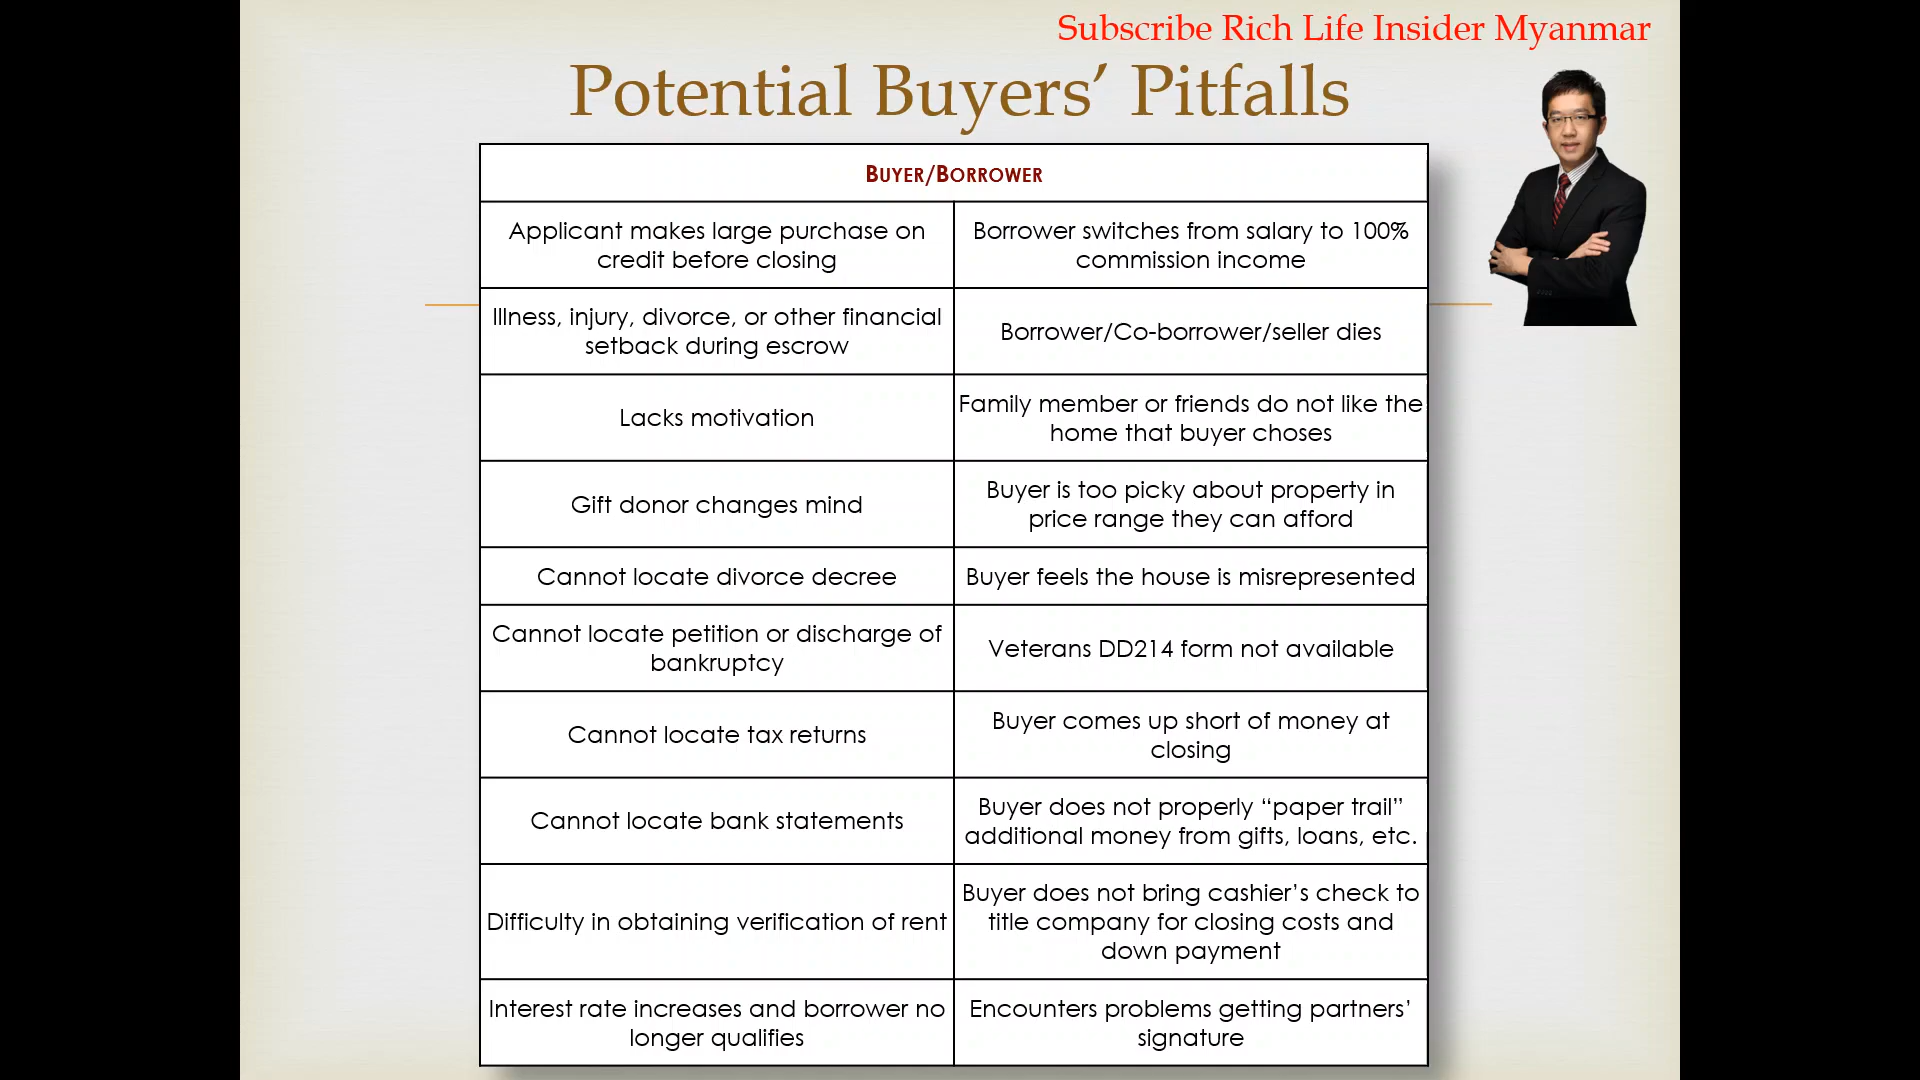 Subscribe Rich Life Insider Myanmar
Potential Buyers’ Pitfalls
BUYER/BORROWER
Applicant makes large purchase on
credit before closing
Borrower switches from salary to 100%
commission income
Illness, injury, divorce, or other financial
setback during escrow
Borrower/Co-borrower/seller dies
Lacks motivation
Family member or friends do not like the
home that buyer choses
Gift donor changes mind
Buyer is too picky about property in
price range they can afford
Cannot locate divorce decree
Buyer feels the house is misrepresented
Cannot locate petition or discharge of
bankruptcy
Veterans DD214 form not available
Cannot locate tax returns
Buyer comes up short of money at
closing
Cannot locate bank statements
Buyer does not properly “paper trail”
additional money from gifts, loans, etc.
Difficulty in obtaining verification of rent
Buyer does not bring cashier’s check to
title company for closing costs and
down payment
Interest rate increases and borrower no
longer qualifies
Encounters problems getting partners’
signature